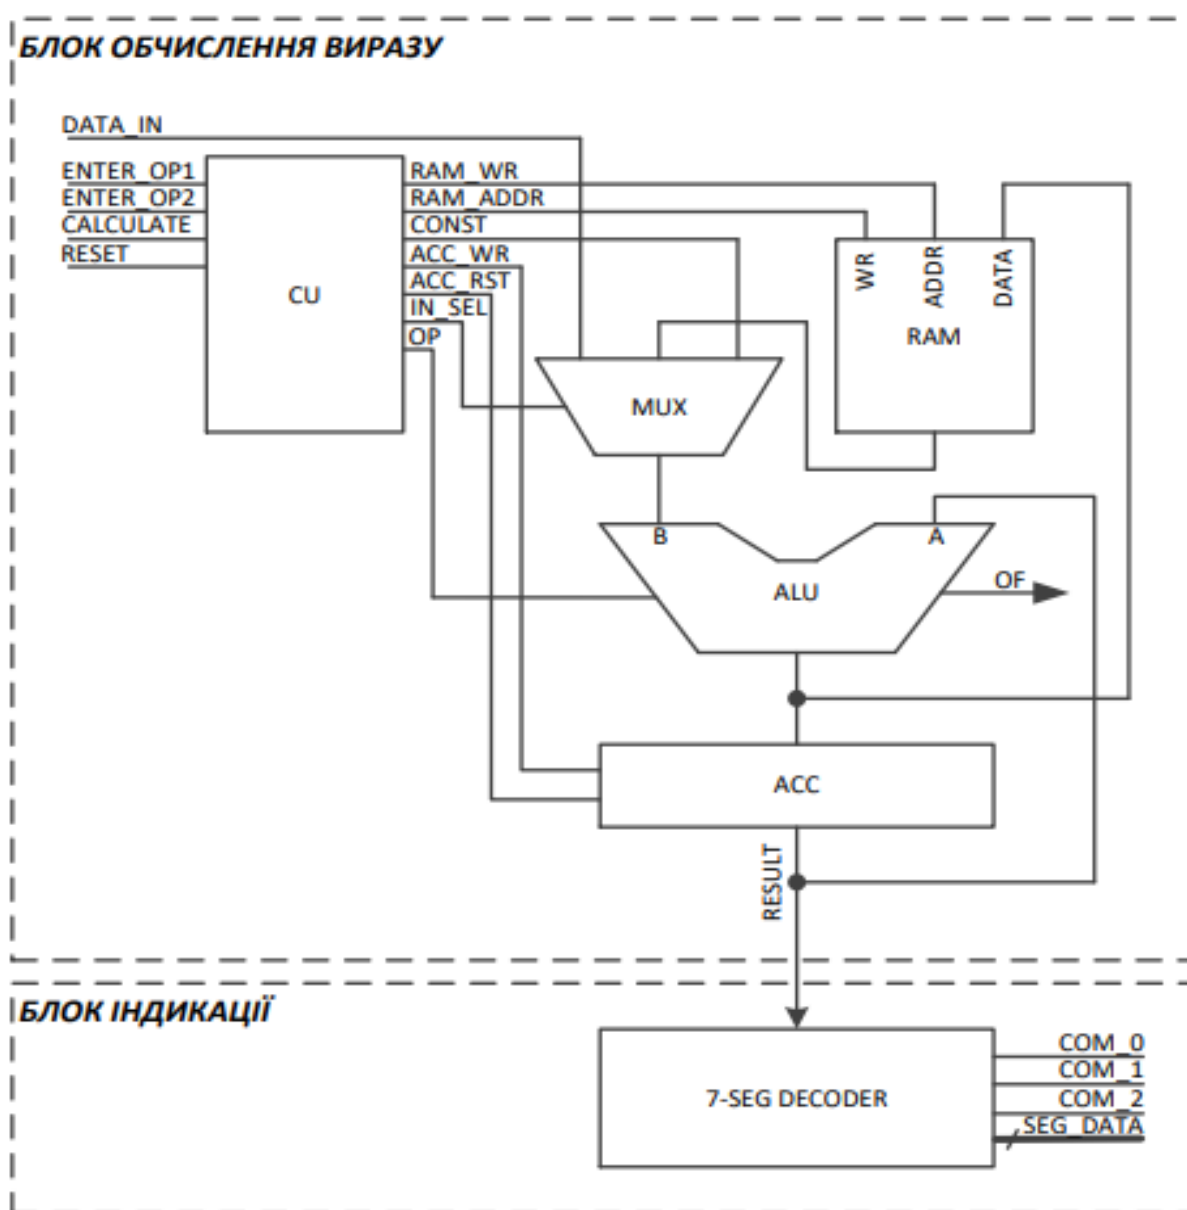 БЛОК ОБЧИСЛЕННЯ ВИРАЗУ
DATA_IN
ENTER_OP1
ENTER_OP2
CALCULATE
RESET
CU
RAM_WR
RAM_ADDR
CONST
ACC_WR
ACC_RST
IN_SEL
OP
WR
ADDR
DATA
RAM
MUX
B
A
ALU
OF
ACC
RESULT
БЛОК ІНДИКАЦІЇ
7-SEG DECODER
COM_0
COM_1
COM_2
SEG_DATA